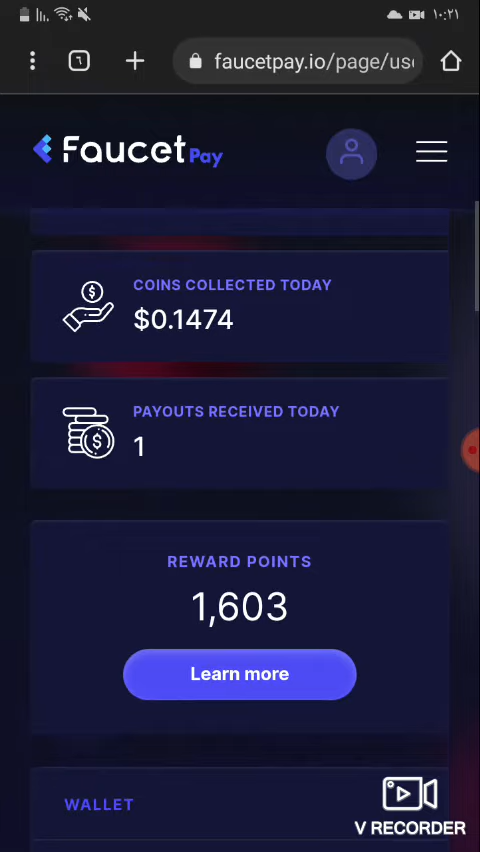 ١٠:٢١
٦
faucetpay.io/page/use
Faucet Pay
COINS COLLECTED TODAY
$0.1474
PAYOUTS RECEIVED TODAY
1
REWARD POINTS
1,603
Learn more
WALLET
V RECORDER